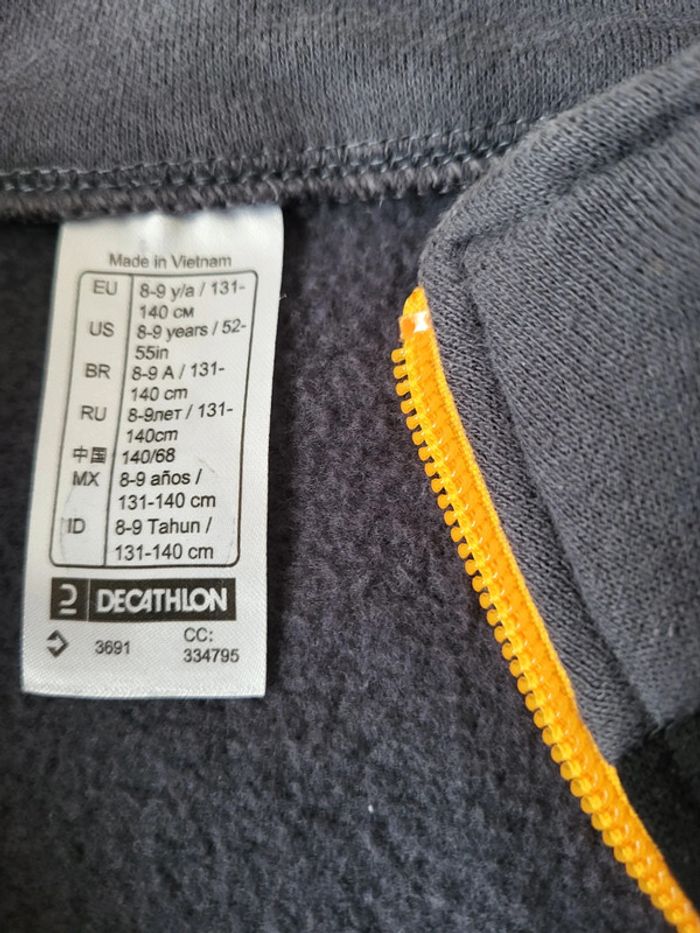 Made in Vietnam
EU 8-9 y/a / 131-
140 см
US 8-9 years / 52-
55in
BR 8-9 A / 131-
140 cm
RU 8-9лет / 131-
140cm
中国 140/68
MX 8-9 años /
131-140 cm
ID 8-9 Tahun /
131-140 cm
DECATHLON
3691 CC:
334795